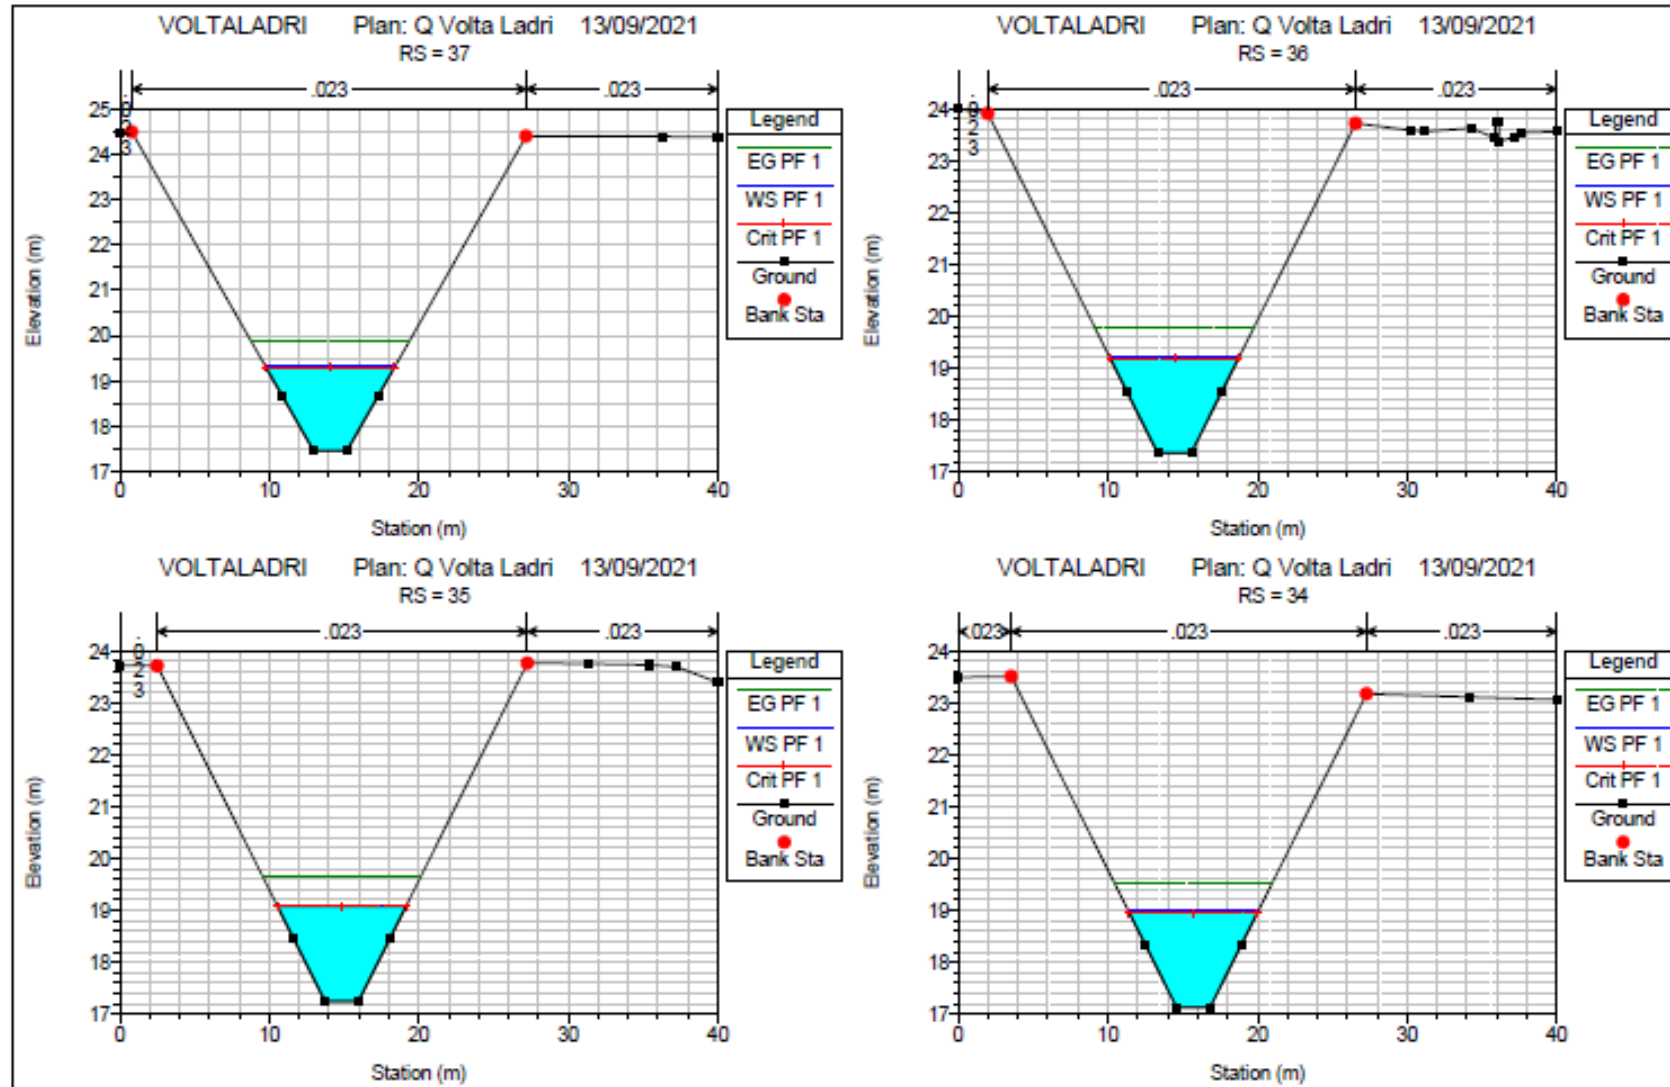 VOLTALADRI Plan: Q Volta Ladri 13/09/2021
RS = 37
.023 .023 .023
25
24
23
22
21
20
19
18
17
0 10 20 30 40
Elevation (m)
Station (m)
Legend
EG PF 1
WS PF 1
Crit PF 1
Ground
Bank Sta
VOLTALADRI Plan: Q Volta Ladri 13/09/2021
RS = 36
.023 .023 .023
24
23
22
21
20
19
18
17
0 10 20 30 40
Elevation (m)
Station (m)
Legend
EG PF 1
WS PF 1
Crit PF 1
Ground
Bank Sta
VOLTALADRI Plan: Q Volta Ladri 13/09/2021
RS = 35
.023 .023 .023
24
23
22
21
20
19
18
17
0 10 20 30 40
Elevation (m)
Station (m)
Legend
EG PF 1
WS PF 1
Crit PF 1
Ground
Bank Sta
VOLTALADRI Plan: Q Volta Ladri 13/09/2021
RS = 34
.023 .023 .023
24
23
22
21
20
19
18
17
0 10 20 30 40
Elevation (m)
Station (m)
Legend
EG PF 1
WS PF 1
Crit PF 1
Ground
Bank Sta